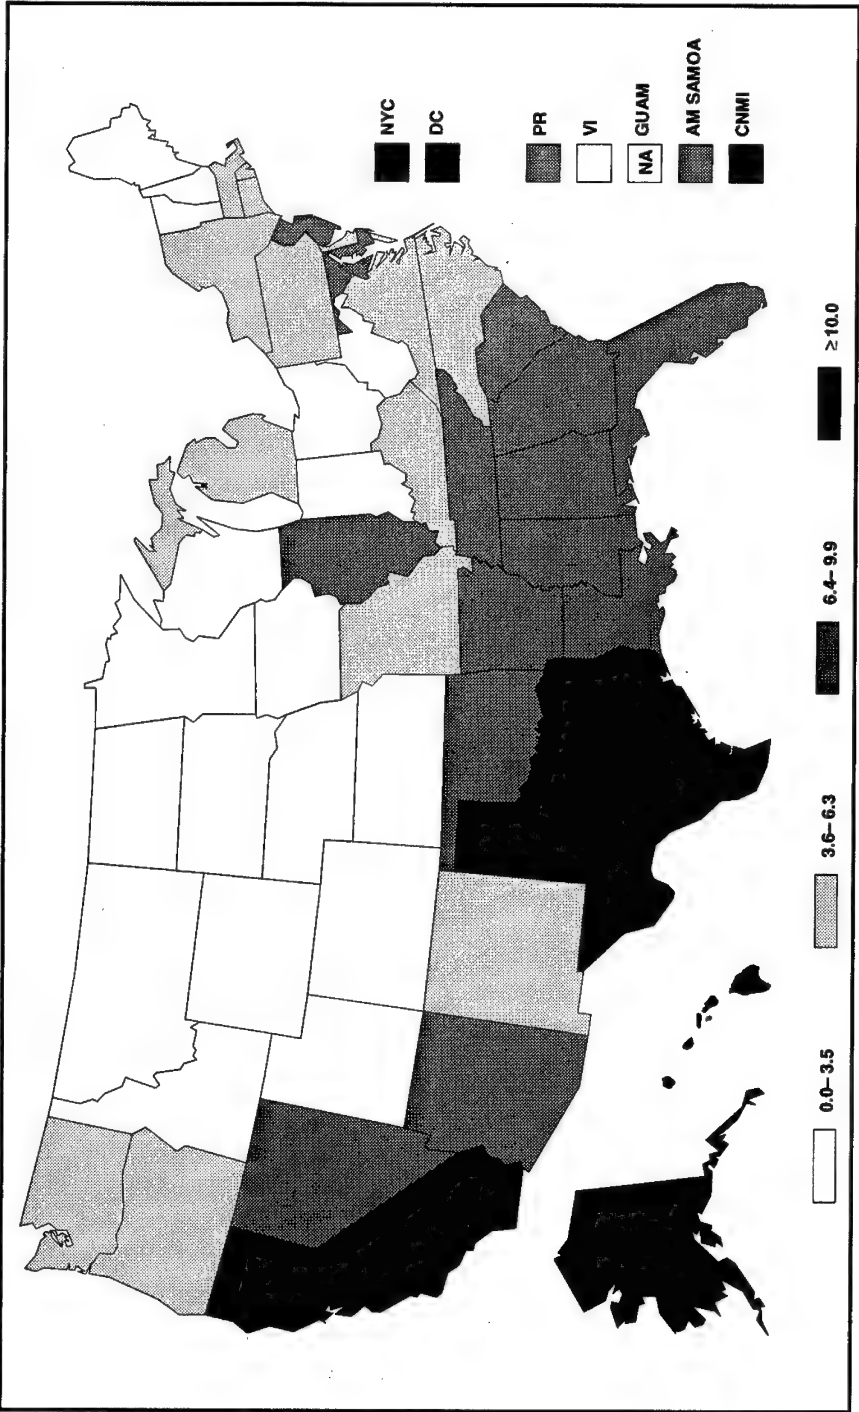 NYC
DC
PR
VI
NA GUAM
AM SAMOA
CNMI
0.0–3.5
3.6–6.3
6.4–9.9
≥10.0